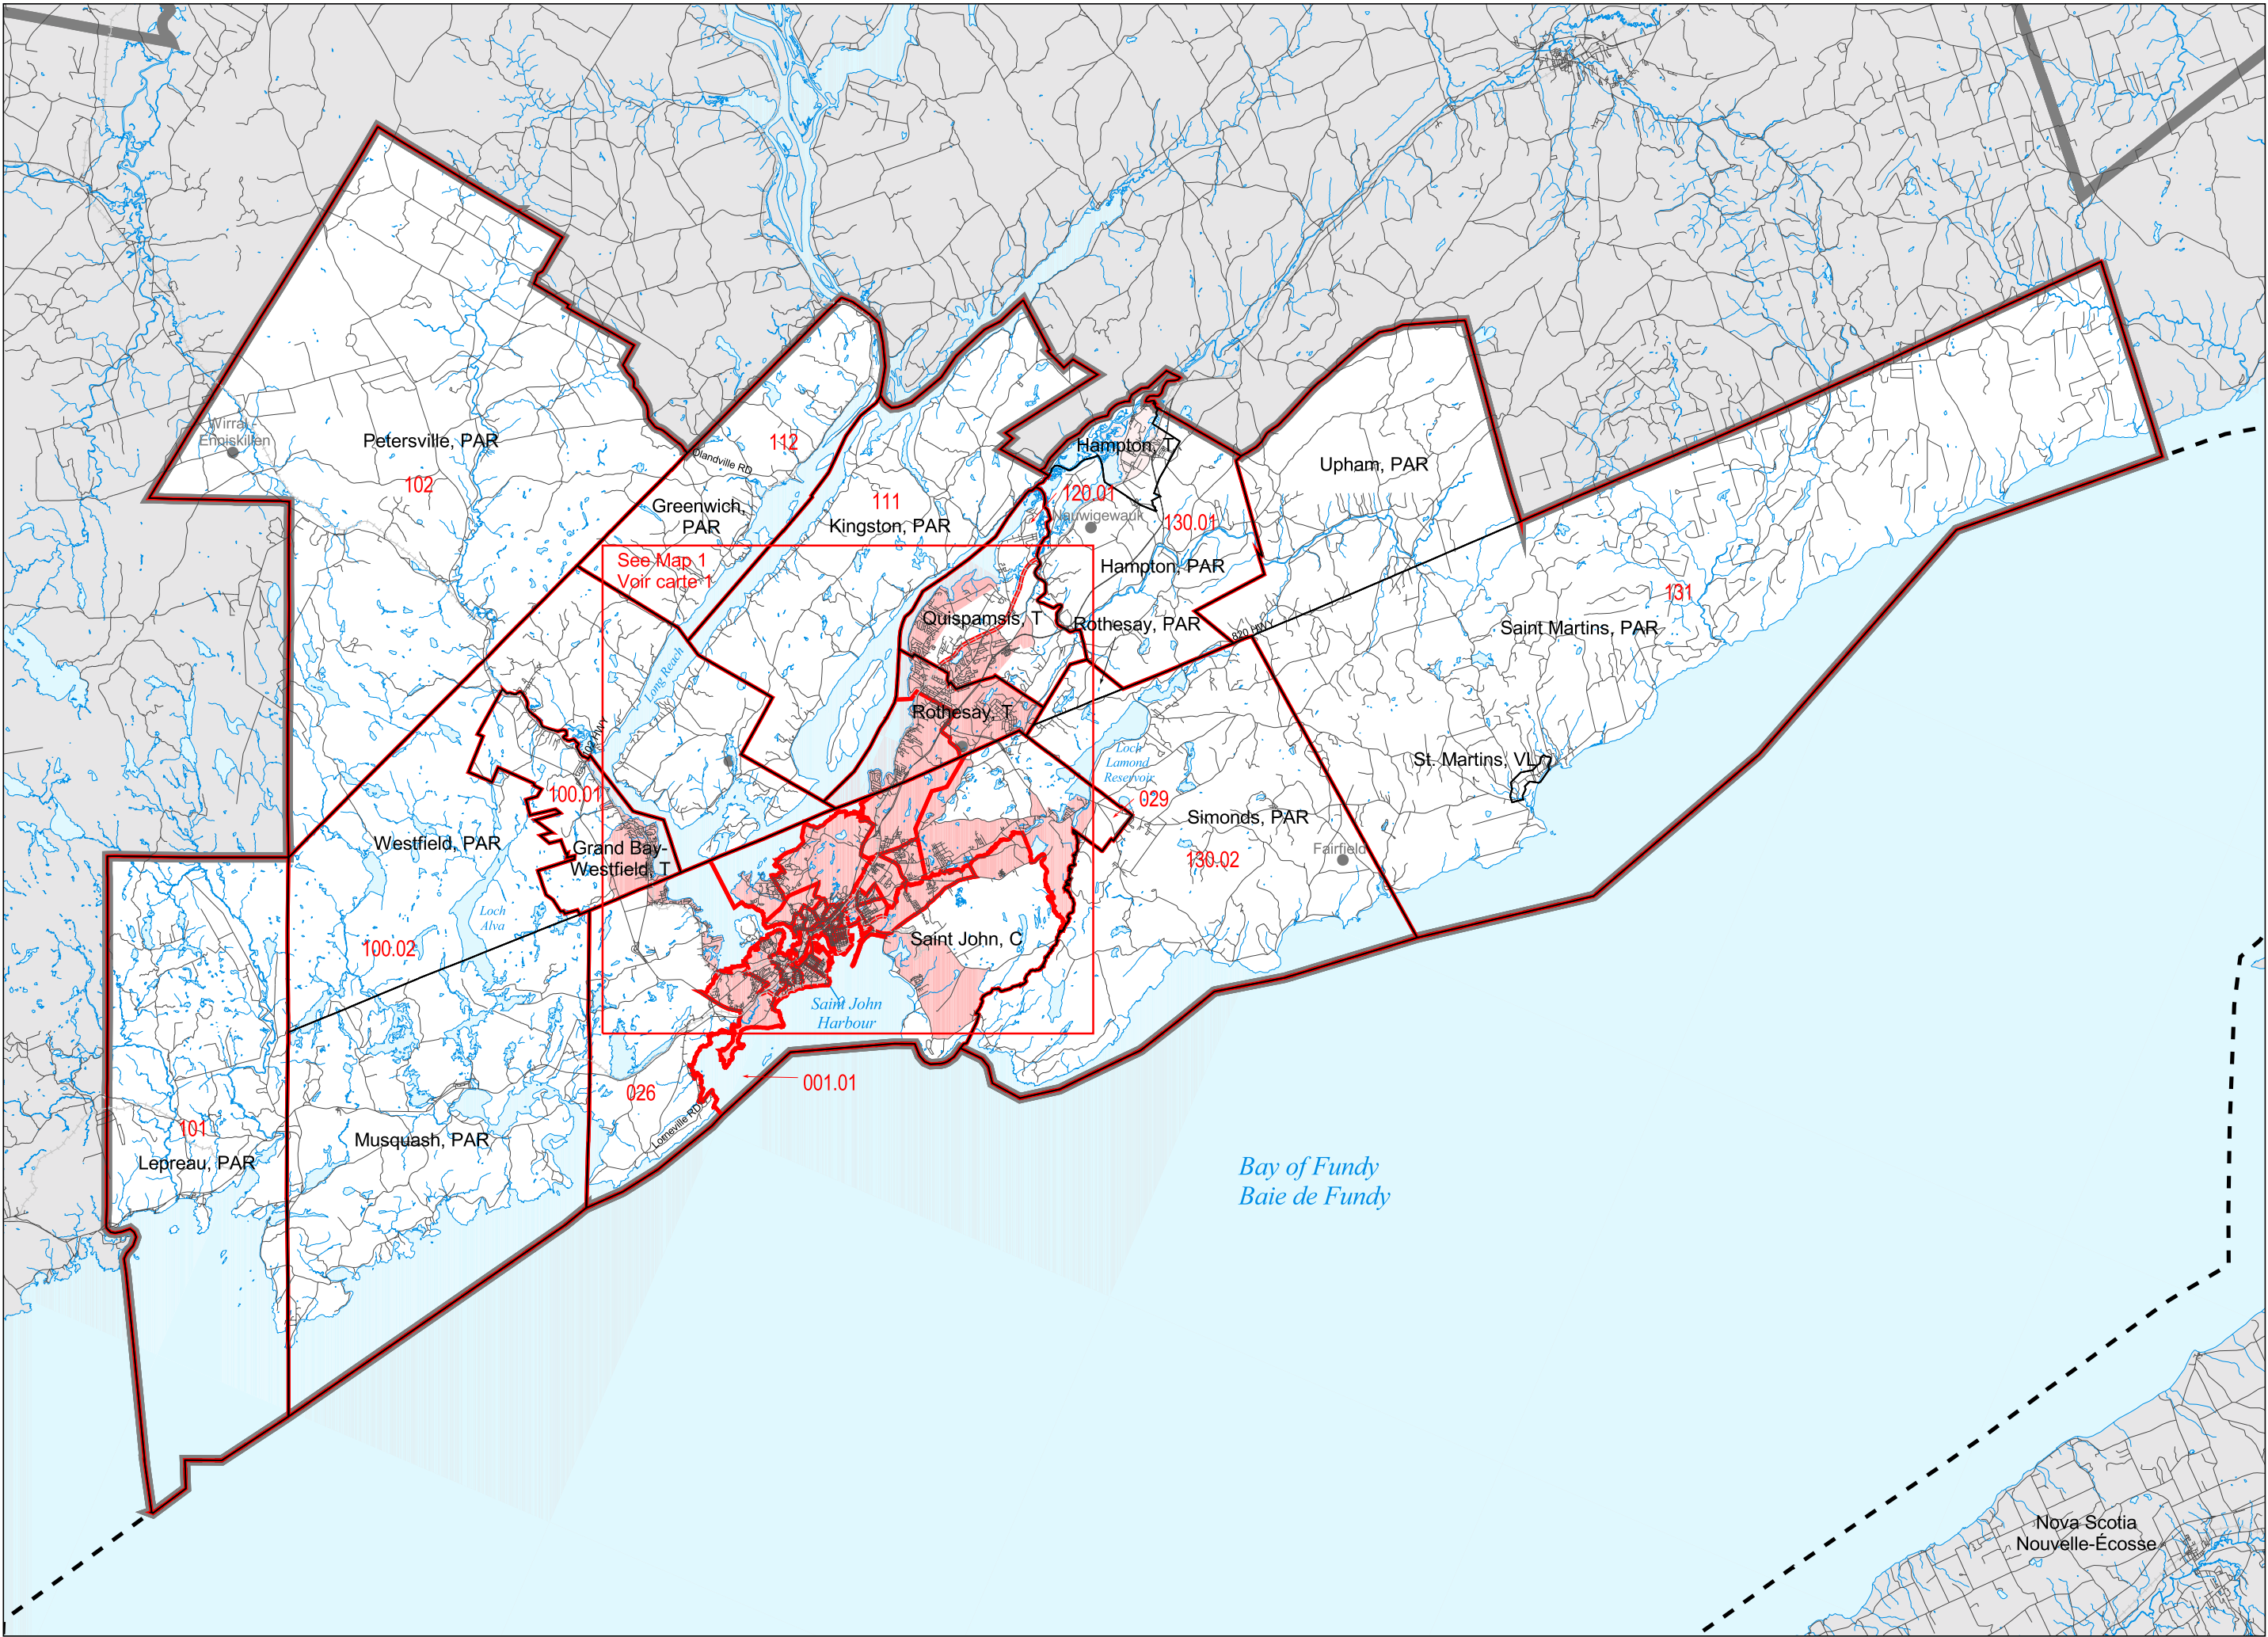 Wirral -
Enniskillen
Petersville, PAR
102
112
Olandville RD
Greenwich,
PAR
111
Kingston, PAR
Hampton, T
120.01
Nauwigewauk
130.01
Hampton, PAR
Upham, PAR
See Map 1
Voir carte 1
Quispamsis, T
Rothesay, PAR
820 HWY
131
Saint Martins, PAR
Long Reach
Rothesay, T
102 HWY
Loch
Lamond
Reservoir
St. Martins, VL
100.01
029
Simonds, PAR
130.02
Fairfield
Westfield, PAR
Grand Bay-
Westfield, T
Loch
Alva
100.02
Saint John, C
Saint John
Harbour
001.01
026
Lorneville RD
101
Lepreau, PAR
Musquash, PAR
Bay of Fundy
Baie de Fundy
Nova Scotia
Nouvelle-Écosse